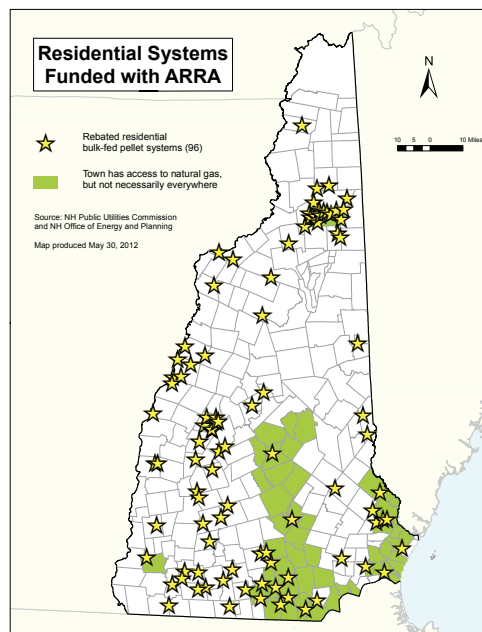 Residential Systems
Funded with ARRA
N
10 5 0 10 Miles
Rebated residential
bulk-fed pellet systems (96)
Town has access to natural gas,
but not necessarily everywhere
Source: NH Public Utilities Commission
and NH Office of Energy and Planning
Map produced May 30, 2012